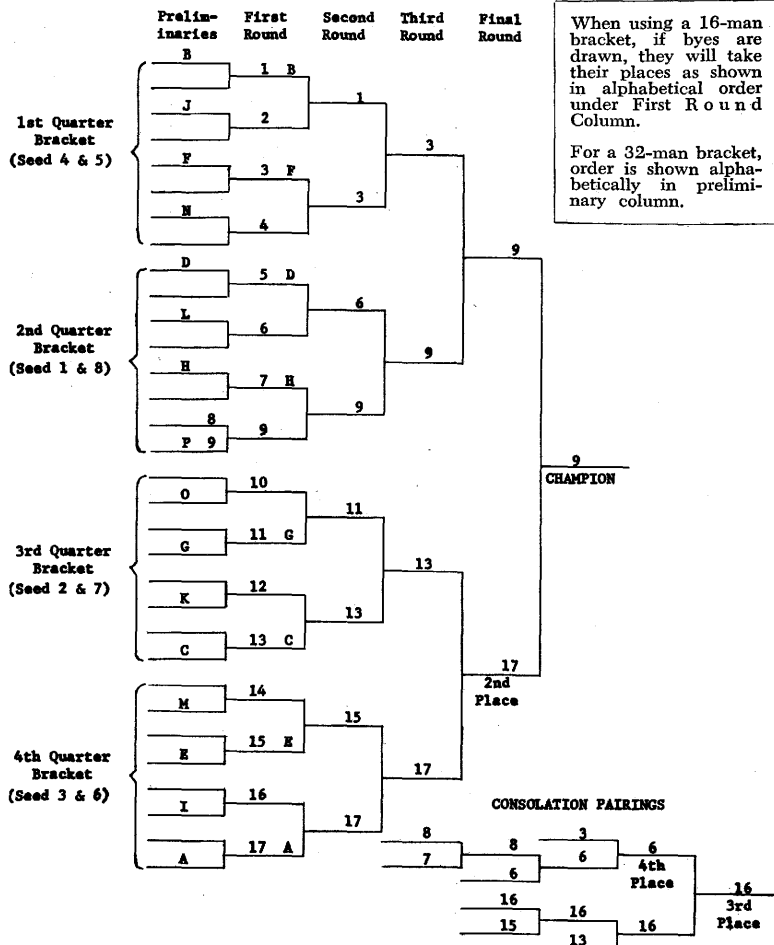 Prelim-
inaries
First
Round
Second
Round
Third
Round
Final
Round
When using a 16-man
bracket, if byes are
drawn, they will take
their places as shown
in alphabetical order
under First Round
Column.
For a 32-man bracket,
order is shown alpha-
betically in prelimi-
nary column.
1st Quarter
Bracket
(Seed 4 & 5)
B
J
F
N
1 B
2
3 F
4
1
3
3
2nd Quarter
Bracket
(Seed 1 & 8)
D
L
H
8
P 9
5 D
6
7 H
9
6
9
9
9
9
CHAMPION
3rd Quarter
Bracket
(Seed 2 & 7)
O
G
K
C
10
11 G
12
13 C
11
13
13
17
2nd
Place
4th Quarter
Bracket
(Seed 3 & 6)
M
E
I
A
14
15 E
16
17 A
15
17
17
CONSOLATION PAIRINGS
8
7
8
6
3
6
6
4th
Place
16
15
16
13
16
16
3rd
Place